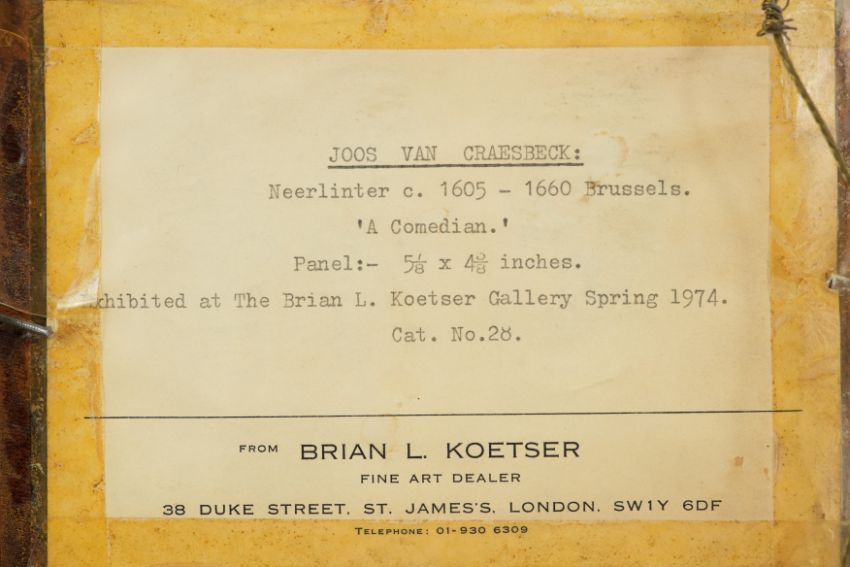 JOOS VAN CRAESBECK:
Neerlinter c. 1605 - 1660 Brussels.
'A Comedian.'
Panel:- 5⅛ x 4⅜ inches.
Exhibited at The Brian L. Koetser Gallery Spring 1974.
Cat. No.28.
FROM BRIAN L. KOETSER
FINE ART DEALER
38 DUKE STREET, ST. JAMES'S, LONDON, SW1Y 6DF
TELEPHONE: 01-930 6309